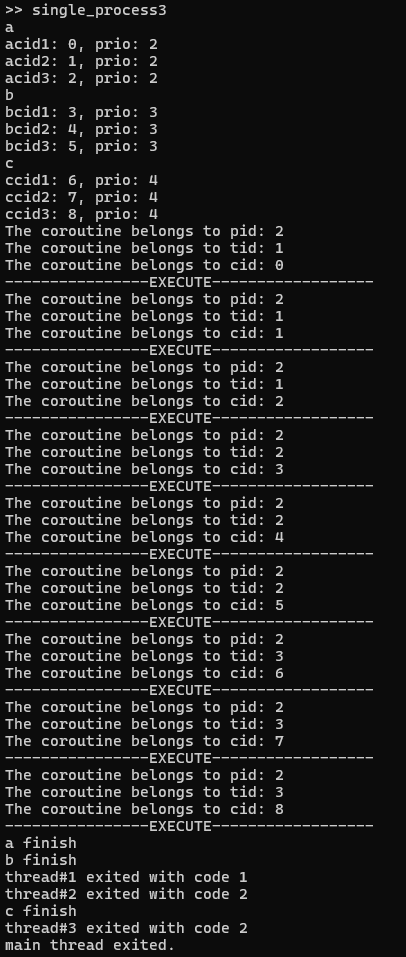 >> single_process3
a
acid1: 0, prio: 2
acid2: 1, prio: 2
acid3: 2, prio: 2
b
bcid1: 3, prio: 3
bcid2: 4, prio: 3
bcid3: 5, prio: 3
c
ccid1: 6, prio: 4
ccid2: 7, prio: 4
ccid3: 8, prio: 4
The coroutine belongs to pid: 2
The coroutine belongs to tid: 1
The coroutine belongs to cid: 0
----------------EXECUTE------------------
The coroutine belongs to pid: 2
The coroutine belongs to tid: 1
The coroutine belongs to cid: 1
----------------EXECUTE------------------
The coroutine belongs to pid: 2
The coroutine belongs to tid: 1
The coroutine belongs to cid: 2
----------------EXECUTE------------------
The coroutine belongs to pid: 2
The coroutine belongs to tid: 2
The coroutine belongs to cid: 3
----------------EXECUTE------------------
The coroutine belongs to pid: 2
The coroutine belongs to tid: 2
The coroutine belongs to cid: 4
----------------EXECUTE------------------
The coroutine belongs to pid: 2
The coroutine belongs to tid: 2
The coroutine belongs to cid: 5
----------------EXECUTE------------------
The coroutine belongs to pid: 2
The coroutine belongs to tid: 3
The coroutine belongs to cid: 6
----------------EXECUTE------------------
The coroutine belongs to pid: 2
The coroutine belongs to tid: 3
The coroutine belongs to cid: 7
----------------EXECUTE------------------
The coroutine belongs to pid: 2
The coroutine belongs to tid: 3
The coroutine belongs to cid: 8
----------------EXECUTE------------------
a finish
b finish
thread#1 exited with code 1
thread#2 exited with code 2
c finish
thread#3 exited with code 2
main thread exited.